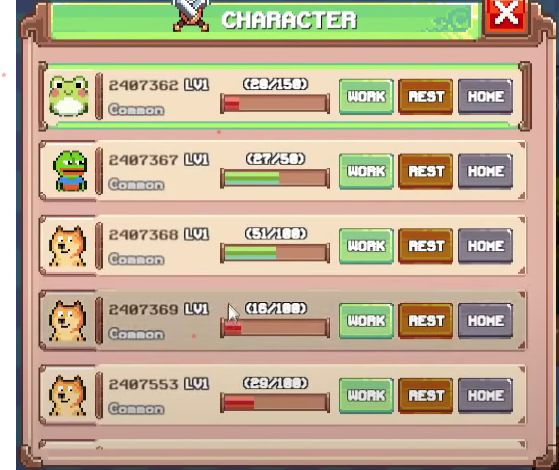 CHARACTER
2407362 LV1 (20/150) WORK REST HOME
Common
2407367 LV1 (27/50) WORK REST HOME
Common
2407368 LV1 (51/100) WORK REST HOME
Common
2407369 LV1 (16/100) WORK REST HOME
Common
2407553 LV1 (29/100) WORK REST HOME
Common